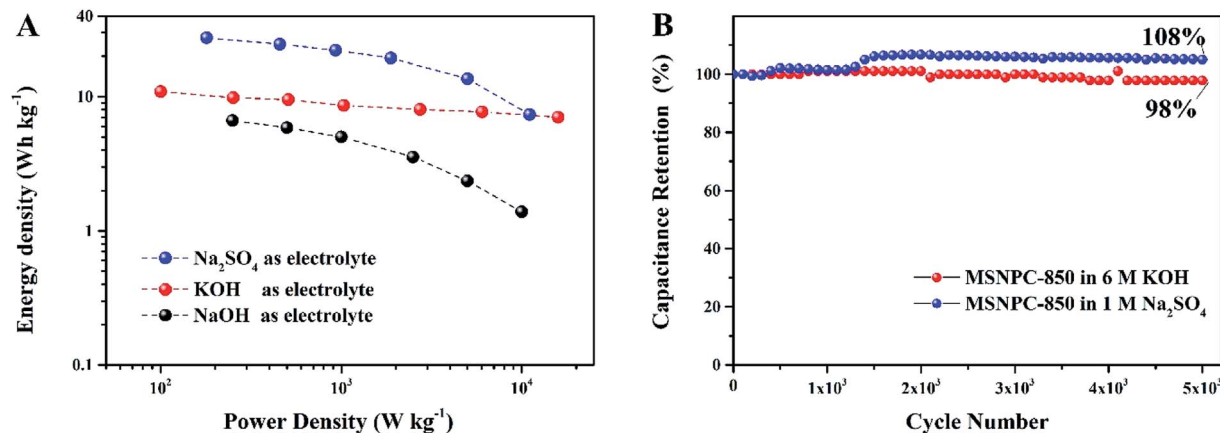 A
Energy density (Wh kg⁻¹)
40
10
1
0.1
Na₂SO₄ as electrolyte
KOH as electrolyte
NaOH as electrolyte
10² 10³ 10⁴
Power Density (W kg⁻¹)
B
Capacitance Retention (%)
120
100
80
60
40
20
0
108%
98%
MSNPC-850 in 6 M KOH
MSNPC-850 in 1 M Na₂SO₄
0 1x10³ 2x10³ 3x10³ 4x10³ 5x10³
Cycle Number